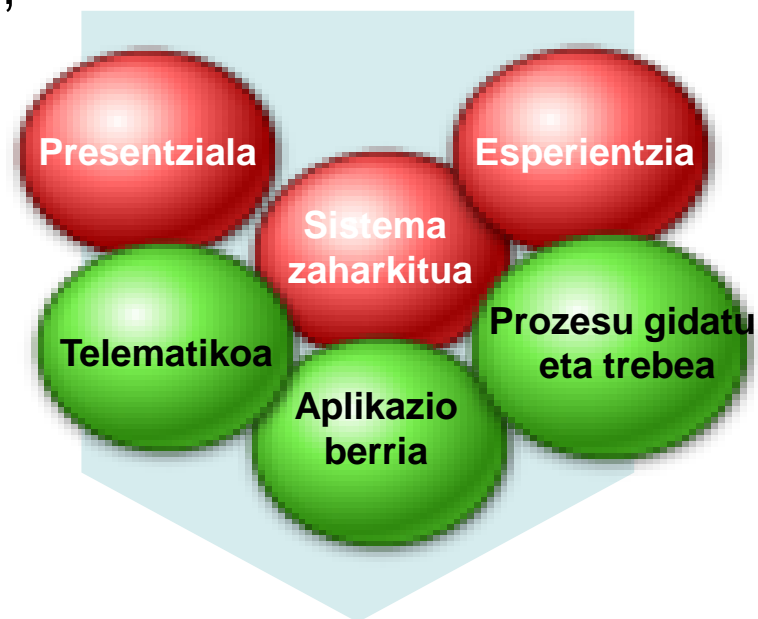 ;
Presentziala
Esperientzia
Sistema
zaharkitua
Telematikoa
Prozesu gidatu
eta trebea
Aplikazio
berria